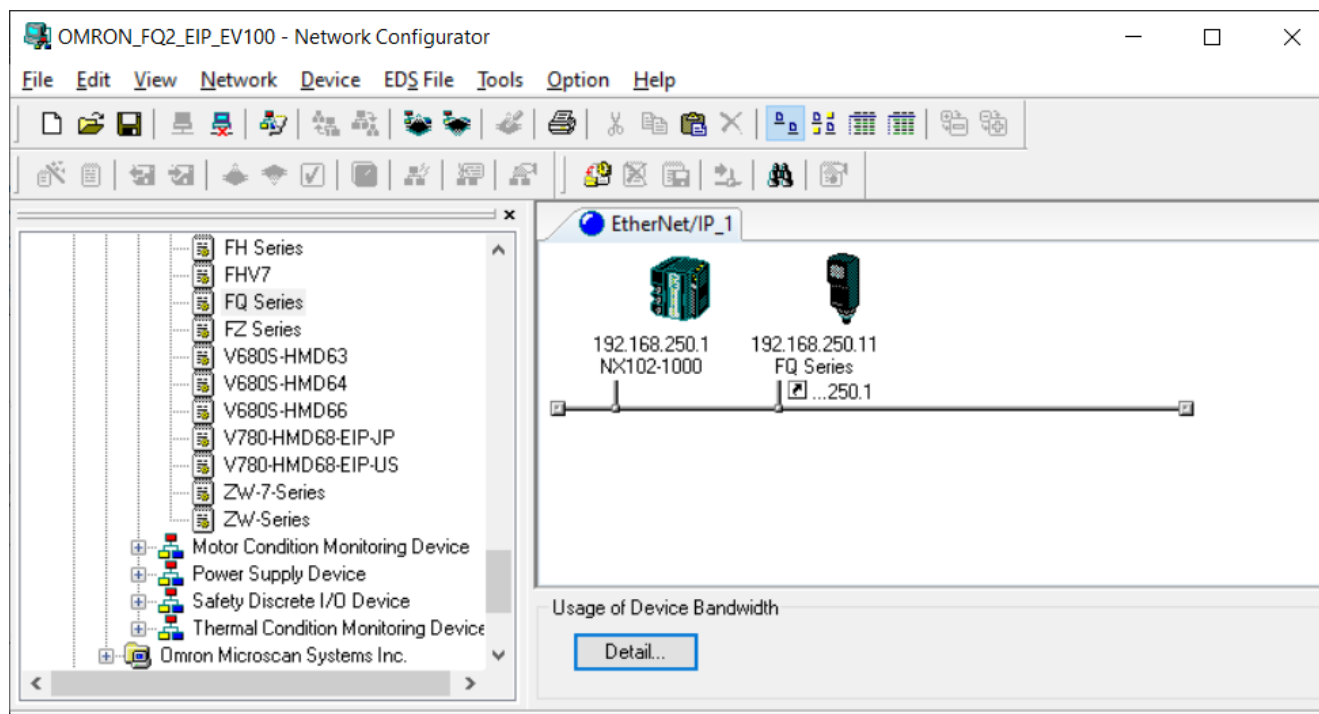 OMRON_FQ2_EIP_EV100 - Network Configurator
File Edit View Network Device EDS File Tools Option Help
EtherNet/IP_1
FH Series
FHV7
FQ Series
FZ Series
V680S-HMD63
V680S-HMD64
V680S-HMD66
V780-HMD68-EIP-JP
V780-HMD68-EIP-US
ZW-7-Series
ZW-Series
Motor Condition Monitoring Device
Power Supply Device
Safety Discrete I/O Device
Thermal Condition Monitoring Device
Omron Microscan Systems Inc.
192.168.250.1
NX102-1000
192.168.250.11
FQ Series
...250.1
Usage of Device Bandwidth
Detail...